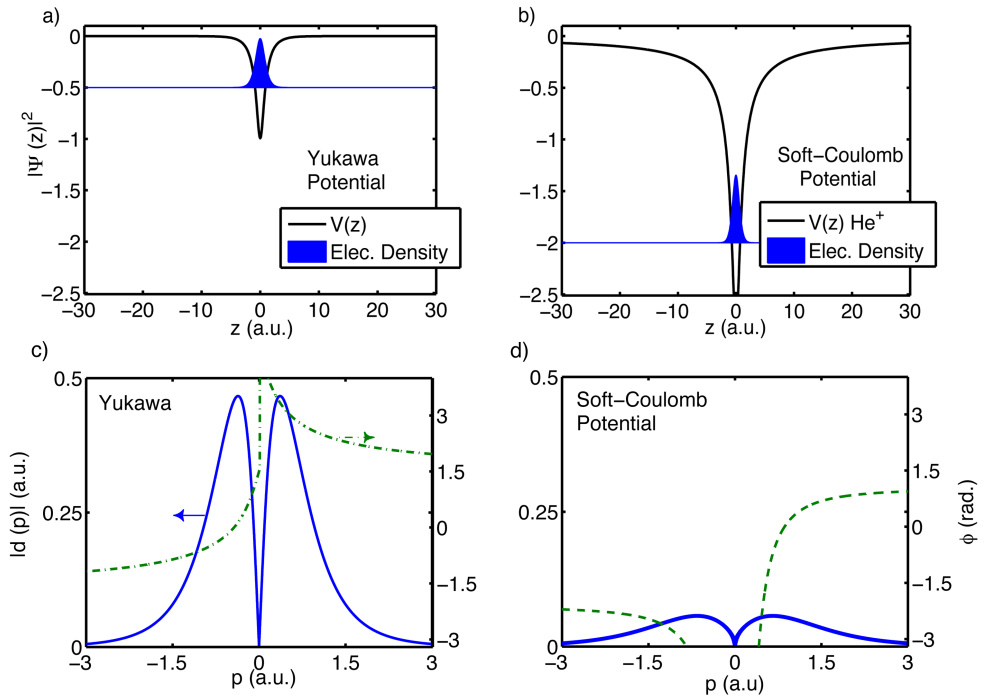 a)
0
−0.5
−1
−1.5
−2
−2.5
|Ψ (z)|²
Yukawa
Potential
V(z)
Elec. Density
−30 −20 −10 0 10 20 30
z (a.u.)
b)
0
−0.5
−1
−1.5
−2
−2.5
Soft−Coulomb
Potential
V(z) He⁺
Elec. Density
−30 −20 −10 0 10 20 30
z (a.u.)
c)
0.5
0.25
0
|d (p)| (a.u.)
Yukawa
3
1.5
0
−1.5
−3
−3 −1.5 0 1.5 3
p (a.u.)
d)
0.5
0.25
0
Soft−Coulomb
Potential
3
1.5
0
−1.5
−3
ϕ (rad.)
−3 −1.5 0 1.5 3
p (a.u)